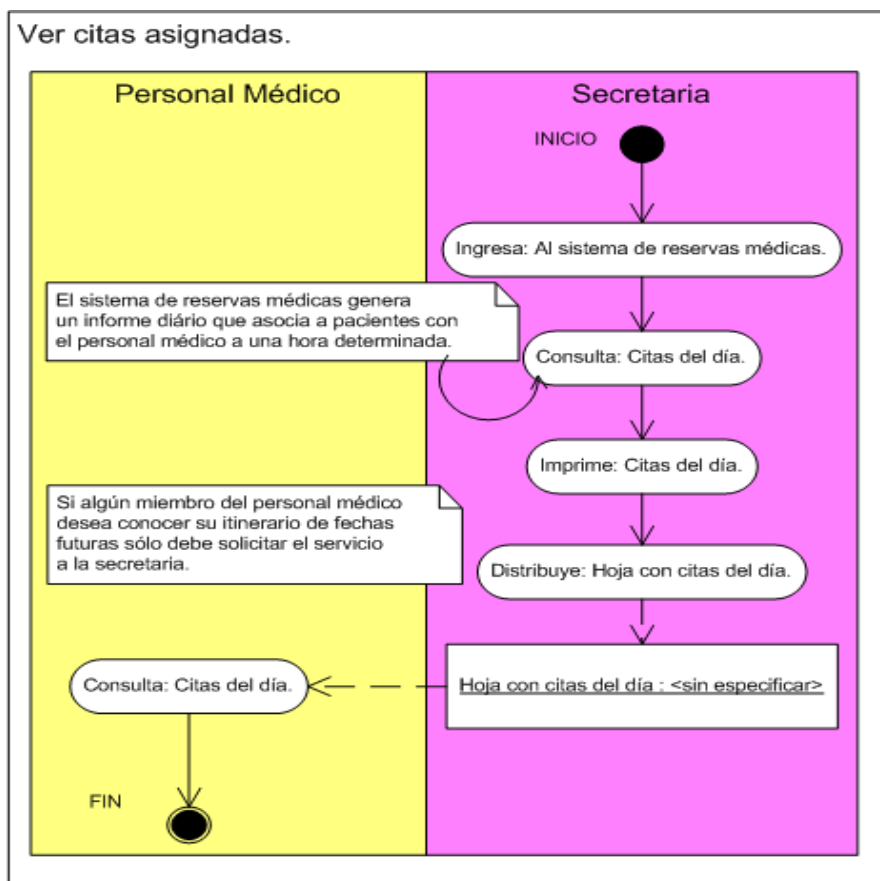 Ver citas asignadas.
Personal Médico
Secretaria
INICIO
Ingresa: Al sistema de reservas médicas.
El sistema de reservas médicas genera
un informe diário que asocia a pacientes con
el personal médico a una hora determinada.
Consulta: Citas del día.
Imprime: Citas del día.
Si algún miembro del personal médico
desea conocer su itinerario de fechas
futuras sólo debe solicitar el servicio
a la secretaria.
Distribuye: Hoja con citas del día.
Hoja con citas del día : <sin especificar>
Consulta: Citas del día.
FIN